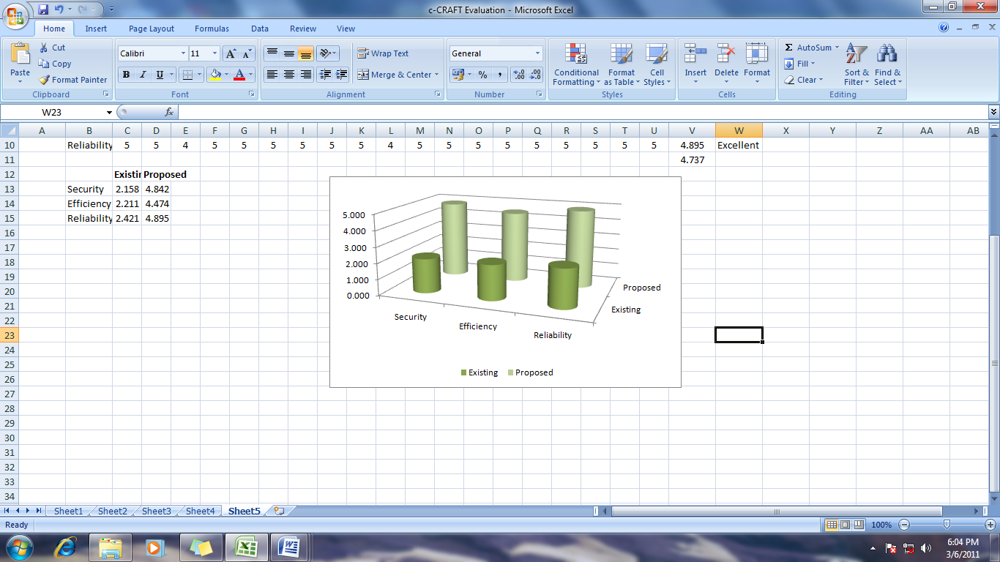 c-CRAFT Evaluation - Microsoft Excel
Home Insert Page Layout Formulas Data Review View
Paste
Cut
Copy
Format Painter
Clipboard
Calibri 11
B I U
Font
Wrap Text
Merge & Center
Alignment
General
% ,
Number
Conditional Formatting
Format as Table
Cell Styles
Styles
Insert Delete Format
Cells
Σ AutoSum
Fill
Clear
Sort & Filter
Find & Select
Editing
W23 fx
A B C D E F G H I J K L M N O P Q R S T U V W X Y Z AA AB
10 Reliability 5 5 4 5 5 5 5 5 5 4 5 5 5 5 5 5 5 5 5 4.895 Excellent
11 4.737
12 Existin Proposed
13 Security 2.158 4.842
14 Efficiency 2.211 4.474
15 Reliability 2.421 4.895
16
17
18
19
20
21
22
23
24
25
26
27
28
29
30
31
32
33
34
5.000
4.000
3.000
2.000
1.000
0.000
Security
Efficiency
Reliability
Proposed
Existing
Existing Proposed
Sheet1 Sheet2 Sheet3 Sheet4 Sheet5
Ready 100%
6:04 PM
3/6/2011